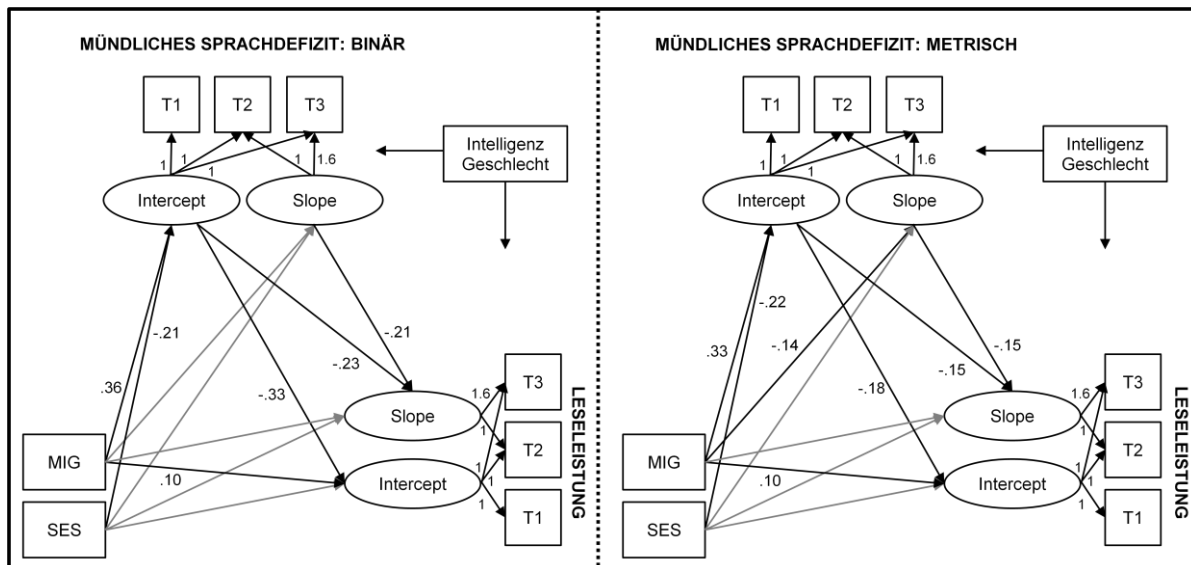 MÜNDLICHES SPRACHDEFIZIT: BINÄR
T1
T2
T3
1
1
1
1
1.6
Intelligenz
Geschlecht
Intercept
Slope
-.21
-.21
.36
-.23
-.33
T3
1.6
Slope
1
T2
MIG
.10
1
1
Intercept
1
T1
SES
LESELEISTUNG
MÜNDLICHES SPRACHDEFIZIT: METRISCH
T1
T2
T3
1
1
1
1
1.6
Intelligenz
Geschlecht
Intercept
Slope
-.22
.33
-.14
-.15
-.15
-.18
T3
1.6
Slope
1
T2
MIG
.10
1
1
Intercept
1
T1
SES
LESELEISTUNG